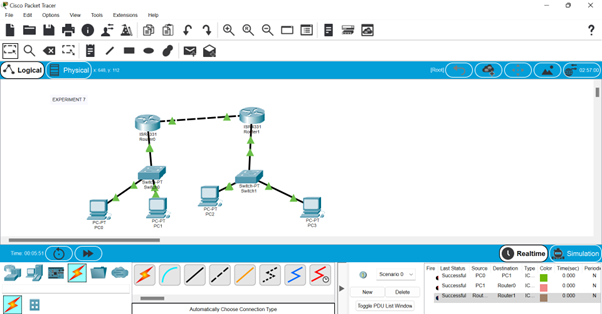 Cisco Packet Tracer
File Edit Options View Tools Extensions Help
Logical
Physical x: 646 y: 112
[Root]
02:57:00
EXPERIMENT 7
ISR4331
Router0
ISR4331
Router1
Switch-PT
Switch0
Switch-PT
Switch1
PC-PT
PC0
PC-PT
PC1
PC-PT
PC2
PC-PT
PC3
Time: 00:05:51
Realtime
Simulation
Scenario 0
New Delete
Toggle PDU List Window
Automatically Choose Connection Type
Fire Last Status Source Destination Type Color Time(sec) Periodic N
Successful PC0 PC1 IC... 0.000 N
Successful PC1 Router0 IC... 0.000 N
Successful Rout... Router1 IC... 0.000 N